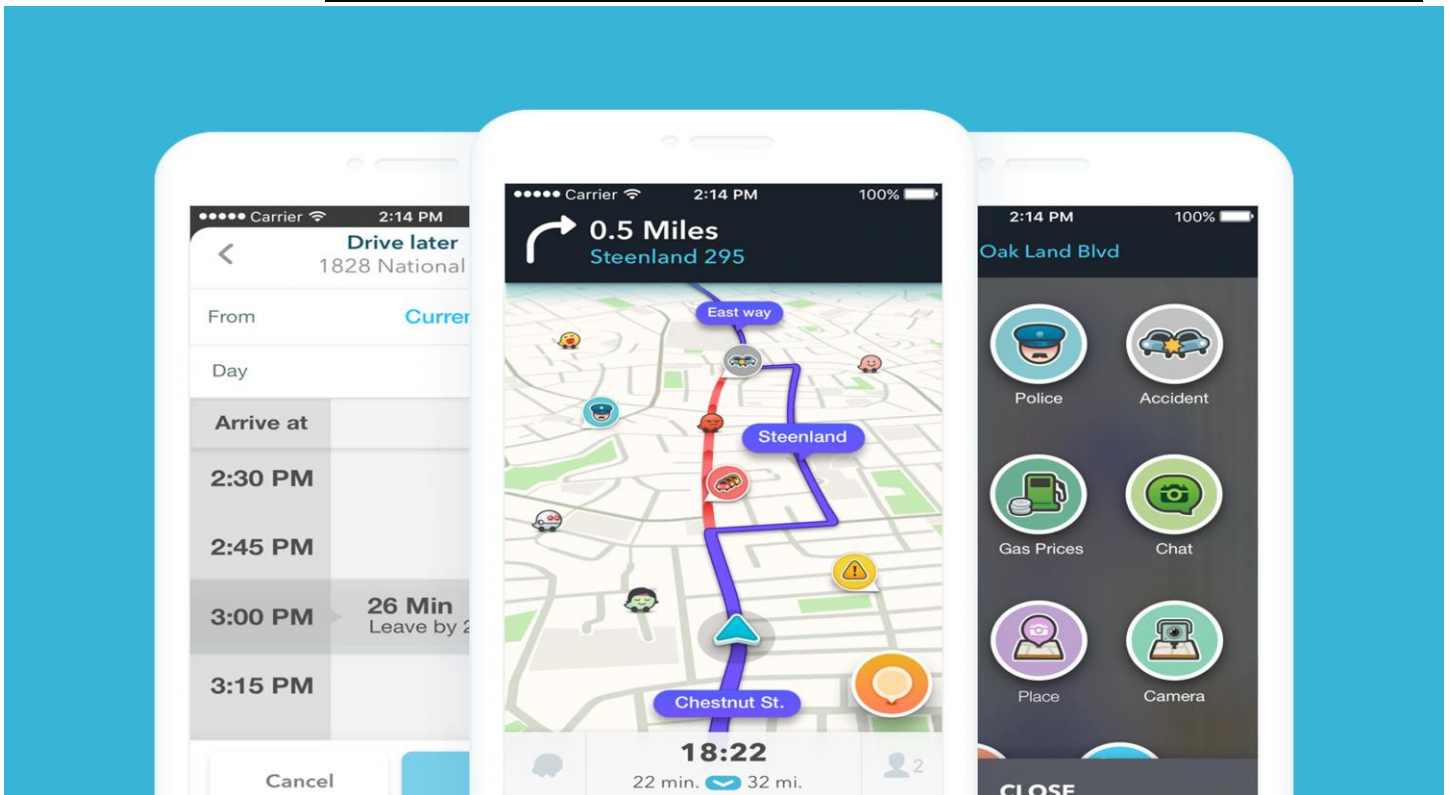 Carrier 2:14 PM
Drive later
1828 National
From Curren
Day
Arrive at
2:30 PM
2:45 PM
3:00 PM 26 Min
Leave by 2
3:15 PM
Cancel
Carrier 2:14 PM 100%
0.5 Miles
Steenland 295
East way
Steenland
Chestnut St.
18:22
22 min. 32 mi.
2
2:14 PM 100%
Oak Land Blvd
Police Accident
Gas Prices Chat
Place Camera
CLOSE